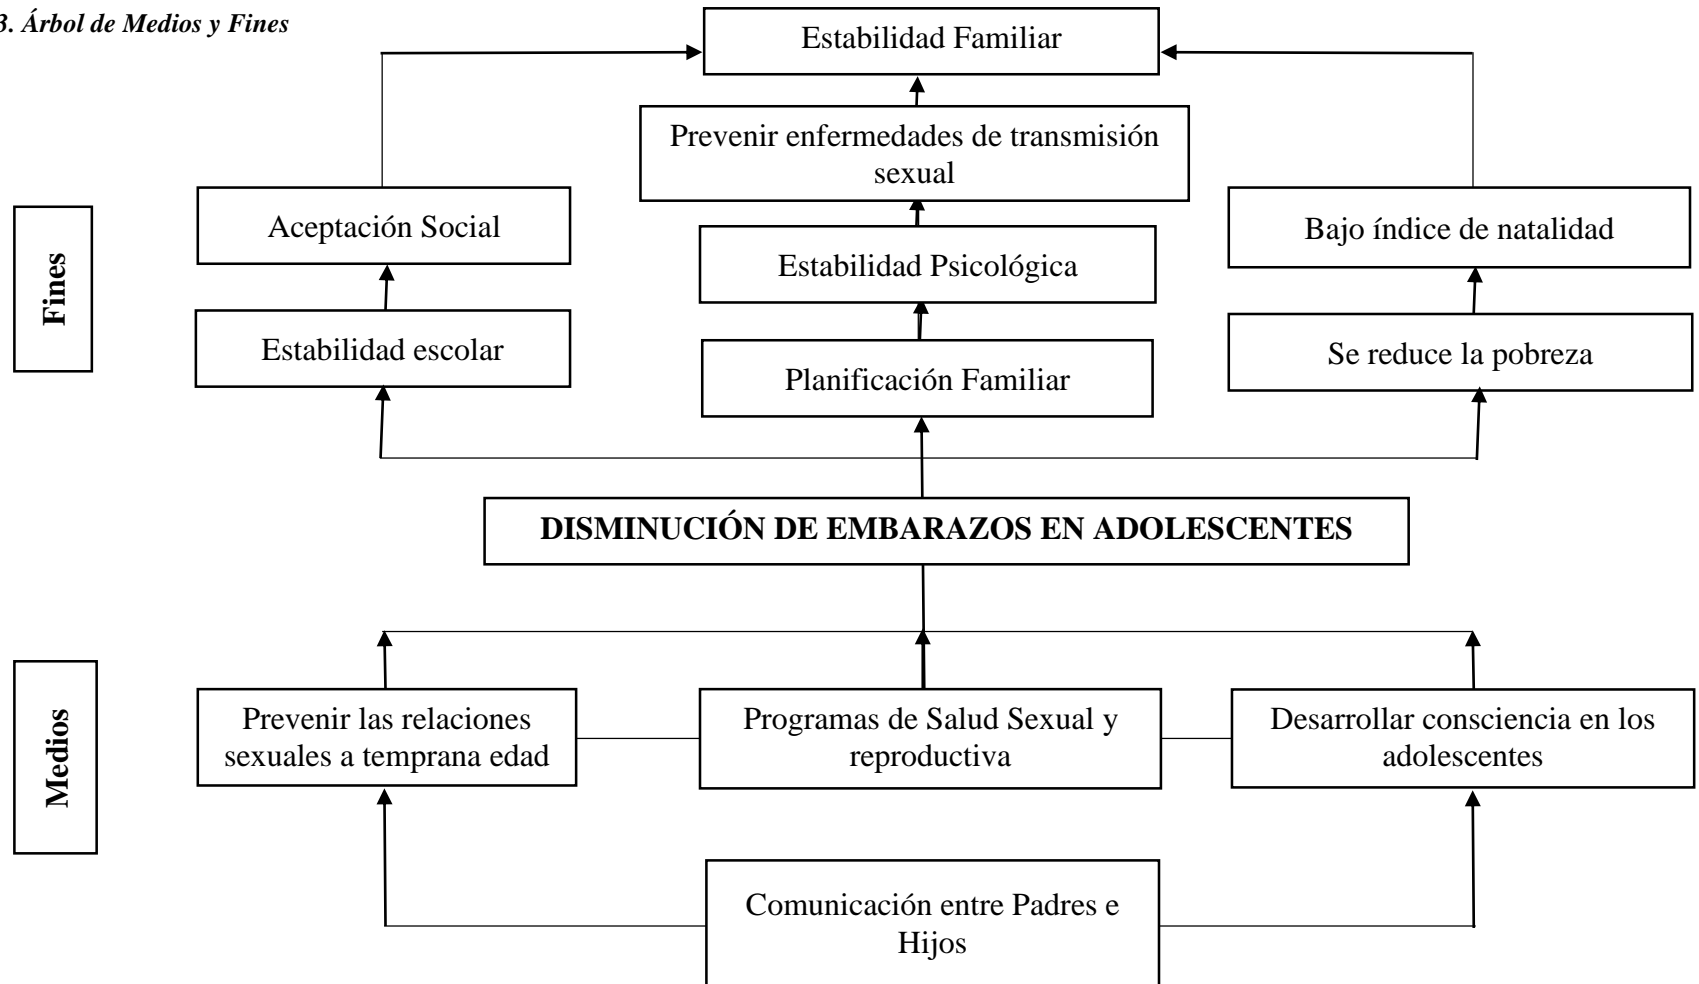 3. Árbol de Medios y Fines
Estabilidad Familiar
Prevenir enfermedades de transmisión
sexual
Aceptación Social
Estabilidad Psicológica
Bajo índice de natalidad
Fines
Estabilidad escolar
Planificación Familiar
Se reduce la pobreza
DISMINUCIÓN DE EMBARAZOS EN ADOLESCENTES
Medios
Prevenir las relaciones
sexuales a temprana edad
Programas de Salud Sexual y
reproductiva
Desarrollar consciencia en los
adolescentes
Comunicación entre Padres e
Hijos